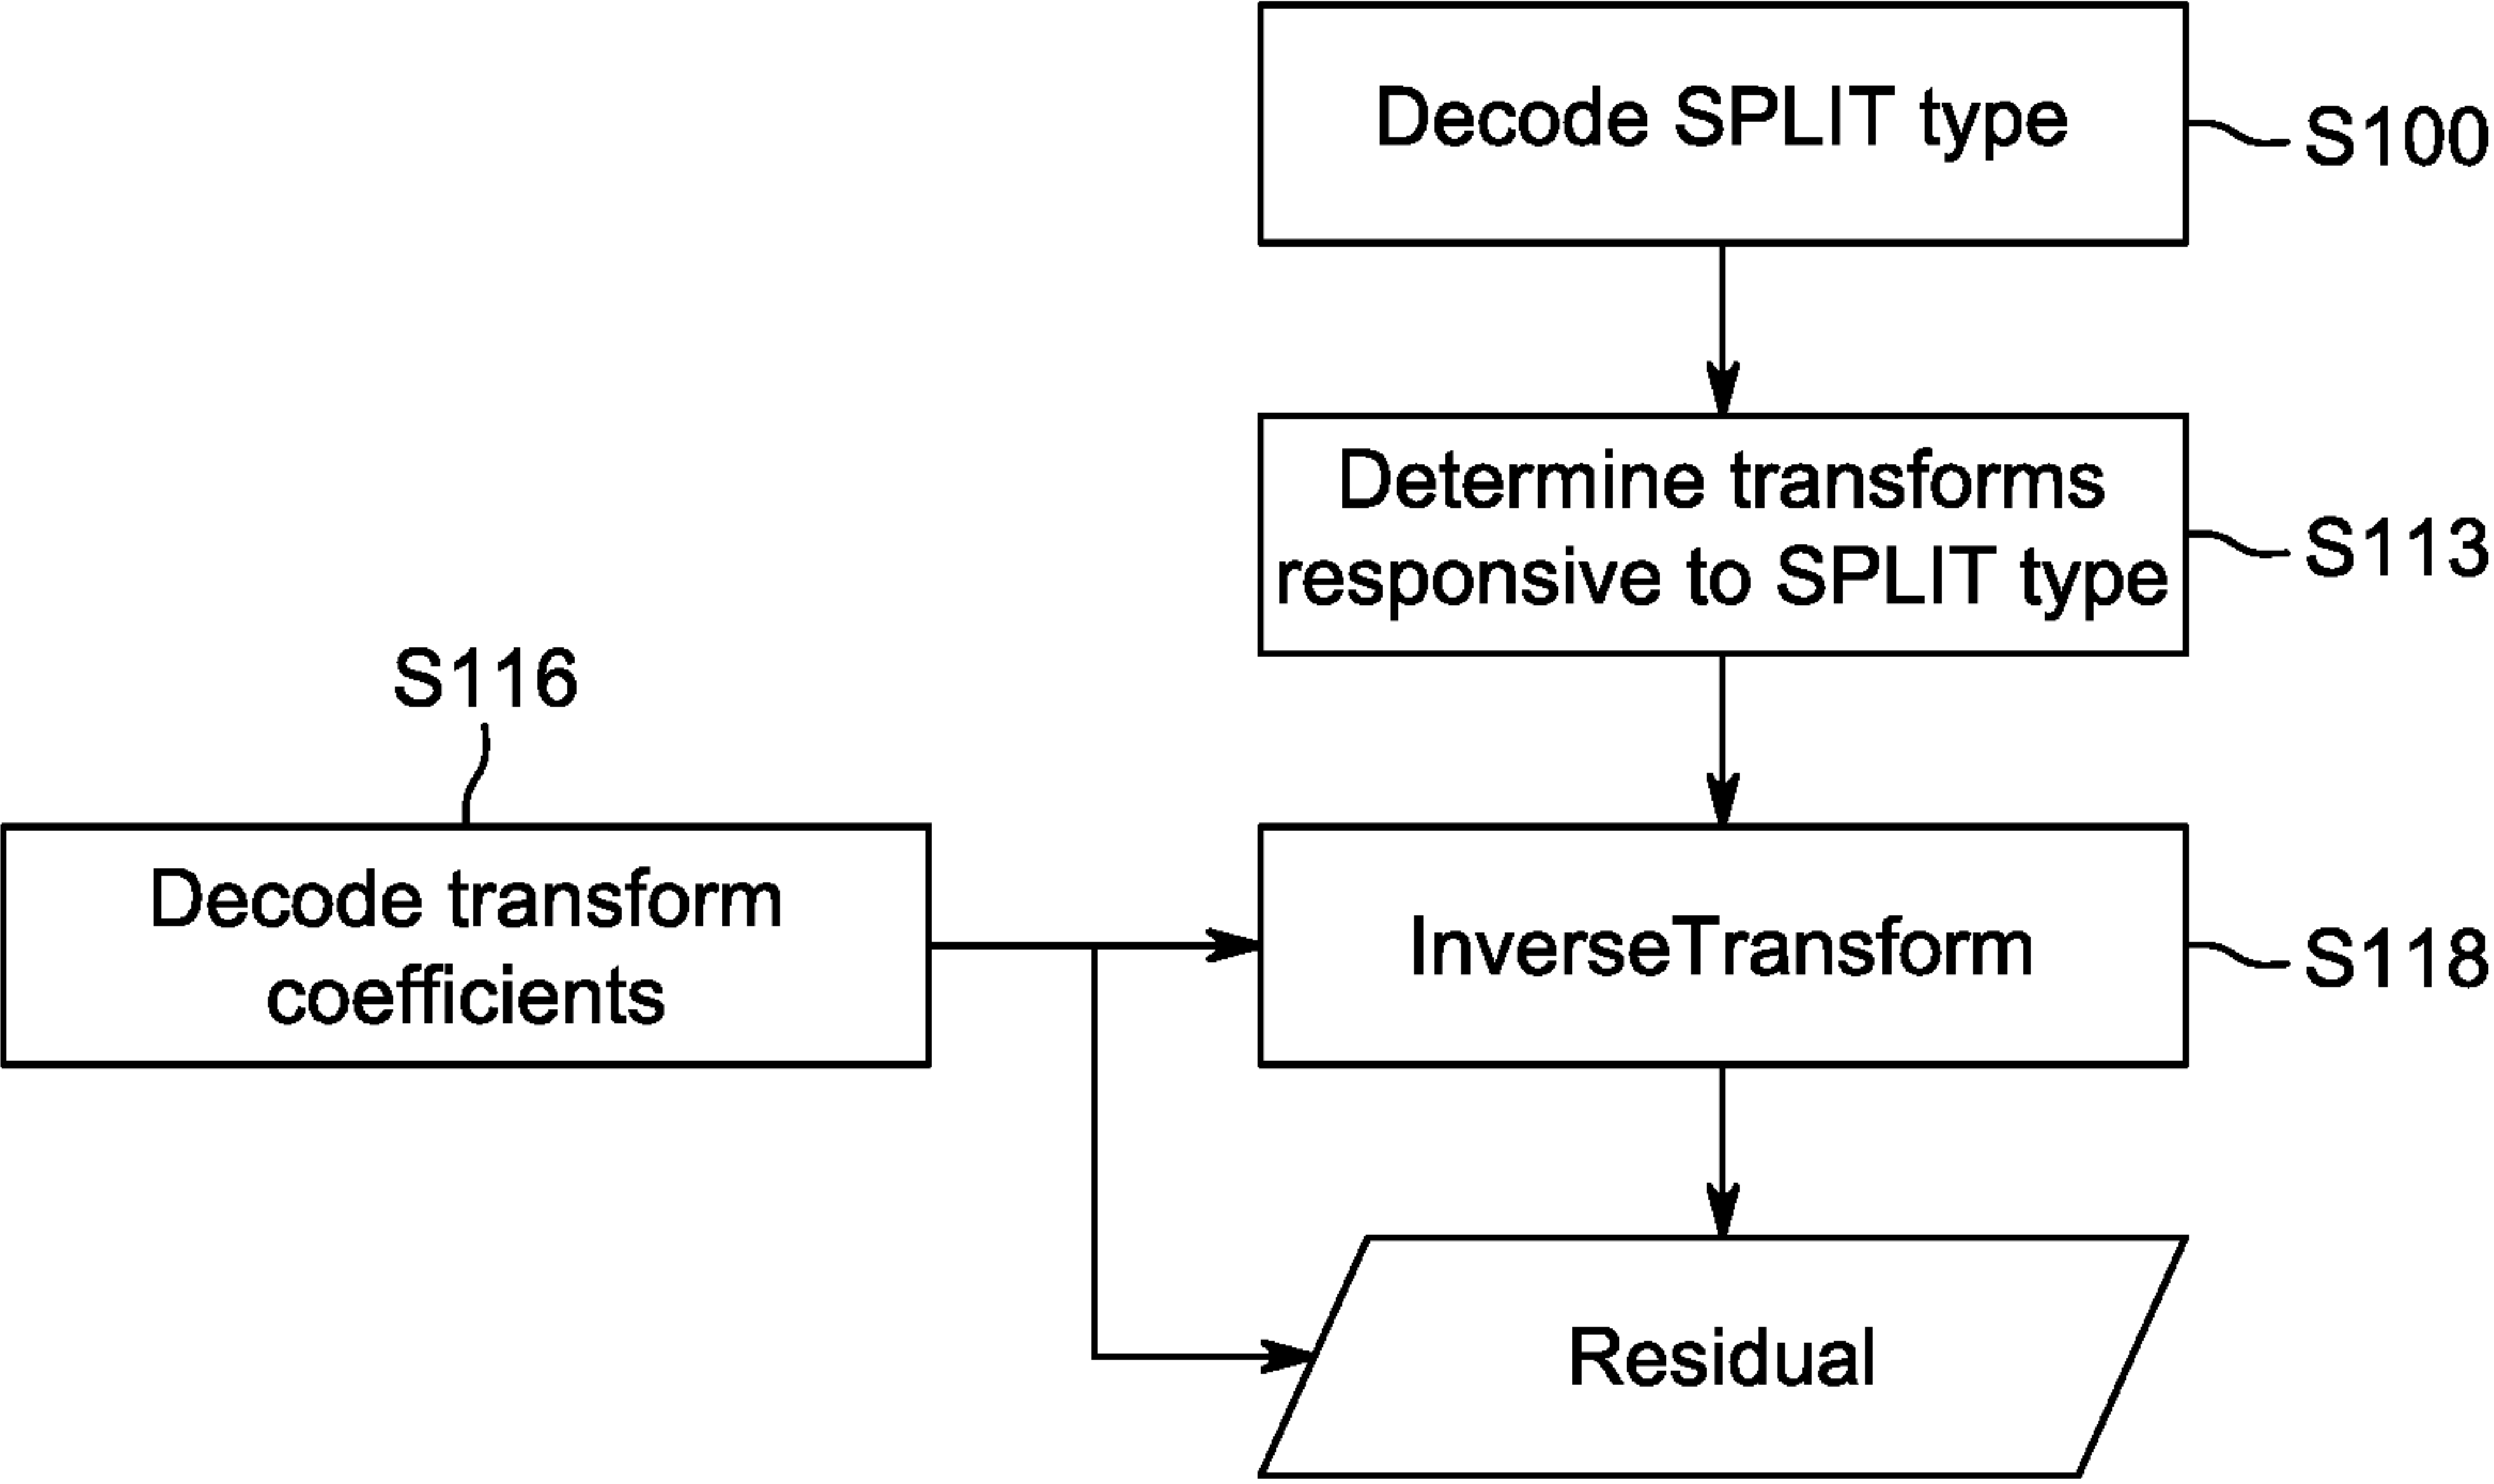 Decode SPLIT type
S100
Determine transforms
responsive to SPLIT type
S113
S116
Decode transform
coefficients
InverseTransform
S118
Residual